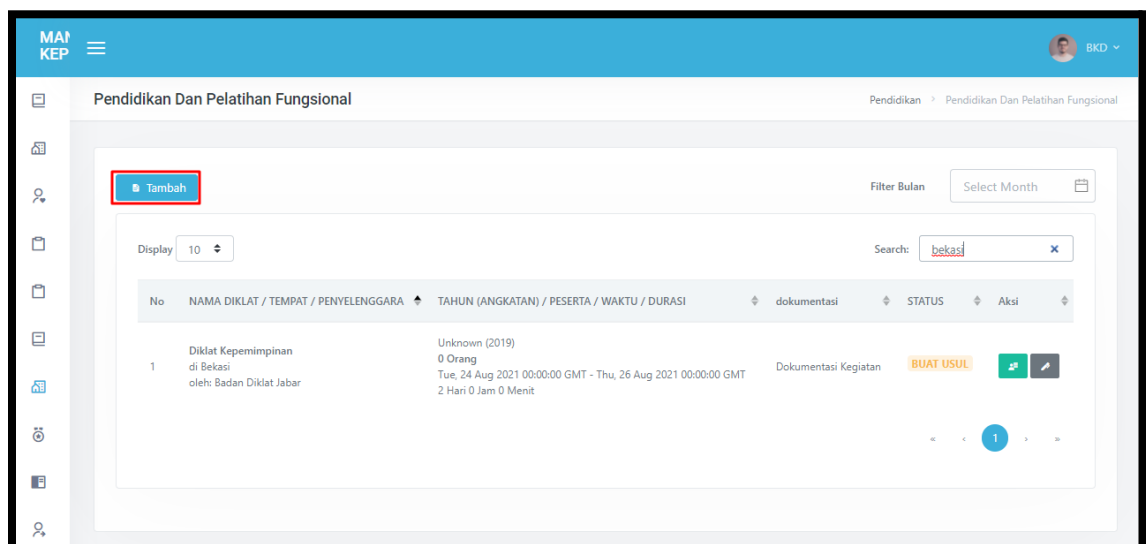 MAN
KEP
BKD
Pendidikan Dan Pelatihan Fungsional
Pendidikan > Pendidikan Dan Pelatihan Fungsional
Tambah
Filter Bulan Select Month
Display 10
Search: bekasi ×
No NAMA DIKLAT / TEMPAT / PENYELENGGARA TAHUN (ANGKATAN) / PESERTA / WAKTU / DURASI dokumentasi STATUS Aksi
1 Diklat Kepemimpinan
di Bekasi
oleh: Badan Diklat Jabar
Unknown (2019)
0 Orang
Tue, 24 Aug 2021 00:00:00 GMT - Thu, 26 Aug 2021 00:00:00 GMT
2 Hari 0 Jam 0 Menit
Dokumentasi Kegiatan
BUAT USUL
« ‹ 1 › »